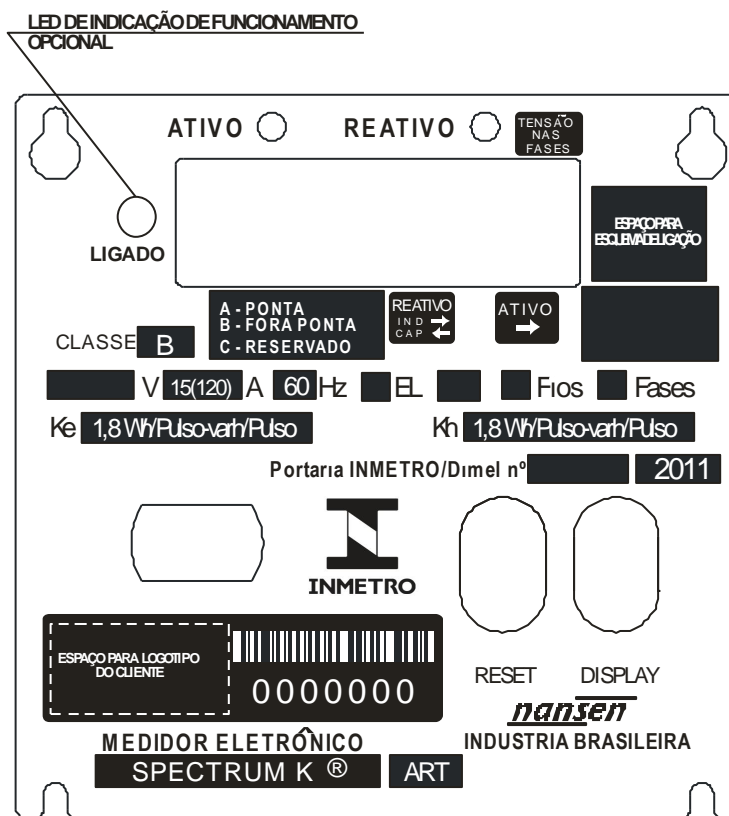 LED DE INDICAÇÃO DE FUNCIONAMENTO
OPCIONAL
ATIVO
REATIVO
TENSÃO
NAS
FASES
LIGADO
ESPAÇO PARA
ESQUEMA DE LIGAÇÃO
A - PONTA
B - FORA PONTA
C - RESERVADO
REATIVO
IND
CAP
ATIVO
CLASSE B
V 15(120) A 60 Hz EL Fıos Fases
Ke 1,8 Wh/Pulso-varh/Pulso
Kh 1,8 Wh/Pulso-varh/Pulso
Portarıa INMETRO/Dımel nº 2011
INMETRO
ESPAÇO PARA LOGOTIPO
DO CLIENTE
0000000
RESET DISPLAY
nansen
INDUSTRIA BRASILEIRA
MEDIDOR ELETRÔNICO
SPECTRUM K ® ART